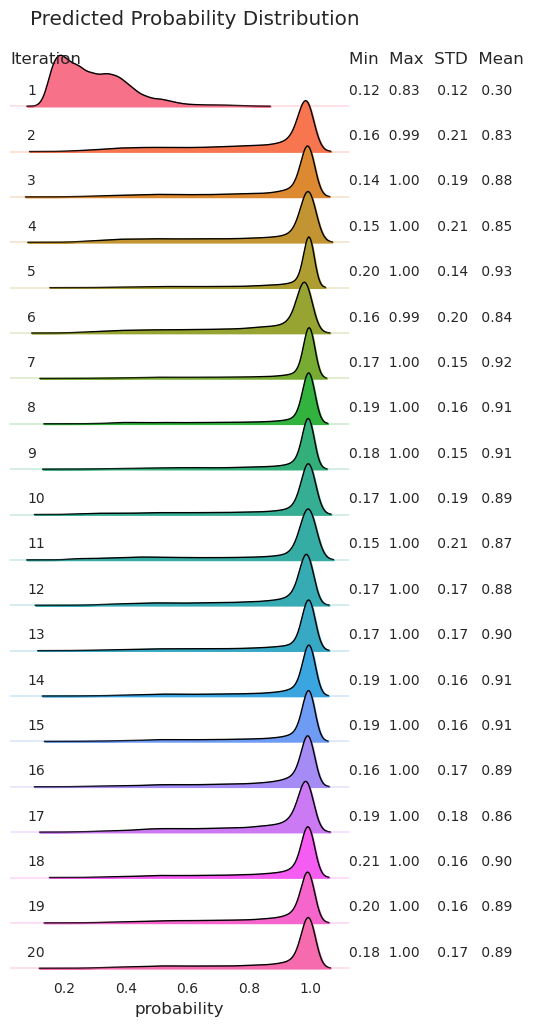 Predicted Probability Distribution
Iteration Min Max STD Mean
1 0.12 0.83 0.12 0.30
2 0.16 0.99 0.21 0.83
3 0.14 1.00 0.19 0.88
4 0.15 1.00 0.21 0.85
5 0.20 1.00 0.14 0.93
6 0.16 0.99 0.20 0.84
7 0.17 1.00 0.15 0.92
8 0.19 1.00 0.16 0.91
9 0.18 1.00 0.15 0.91
10 0.17 1.00 0.19 0.89
11 0.15 1.00 0.21 0.87
12 0.17 1.00 0.17 0.88
13 0.17 1.00 0.17 0.90
14 0.19 1.00 0.16 0.91
15 0.19 1.00 0.16 0.91
16 0.16 1.00 0.17 0.89
17 0.19 1.00 0.18 0.86
18 0.21 1.00 0.16 0.90
19 0.20 1.00 0.16 0.89
20 0.18 1.00 0.17 0.89
0.2 0.4 0.6 0.8 1.0
probability